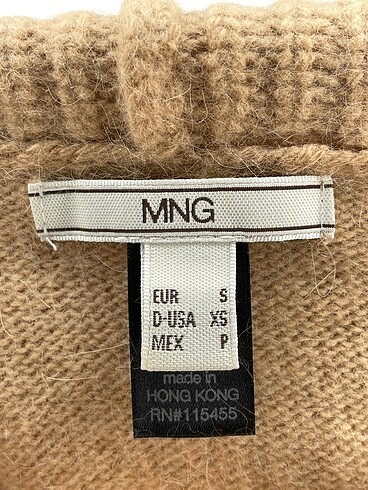 MNG
EUR S
D-USA XS
MEX P
made in
HONG KONG
RN#115455